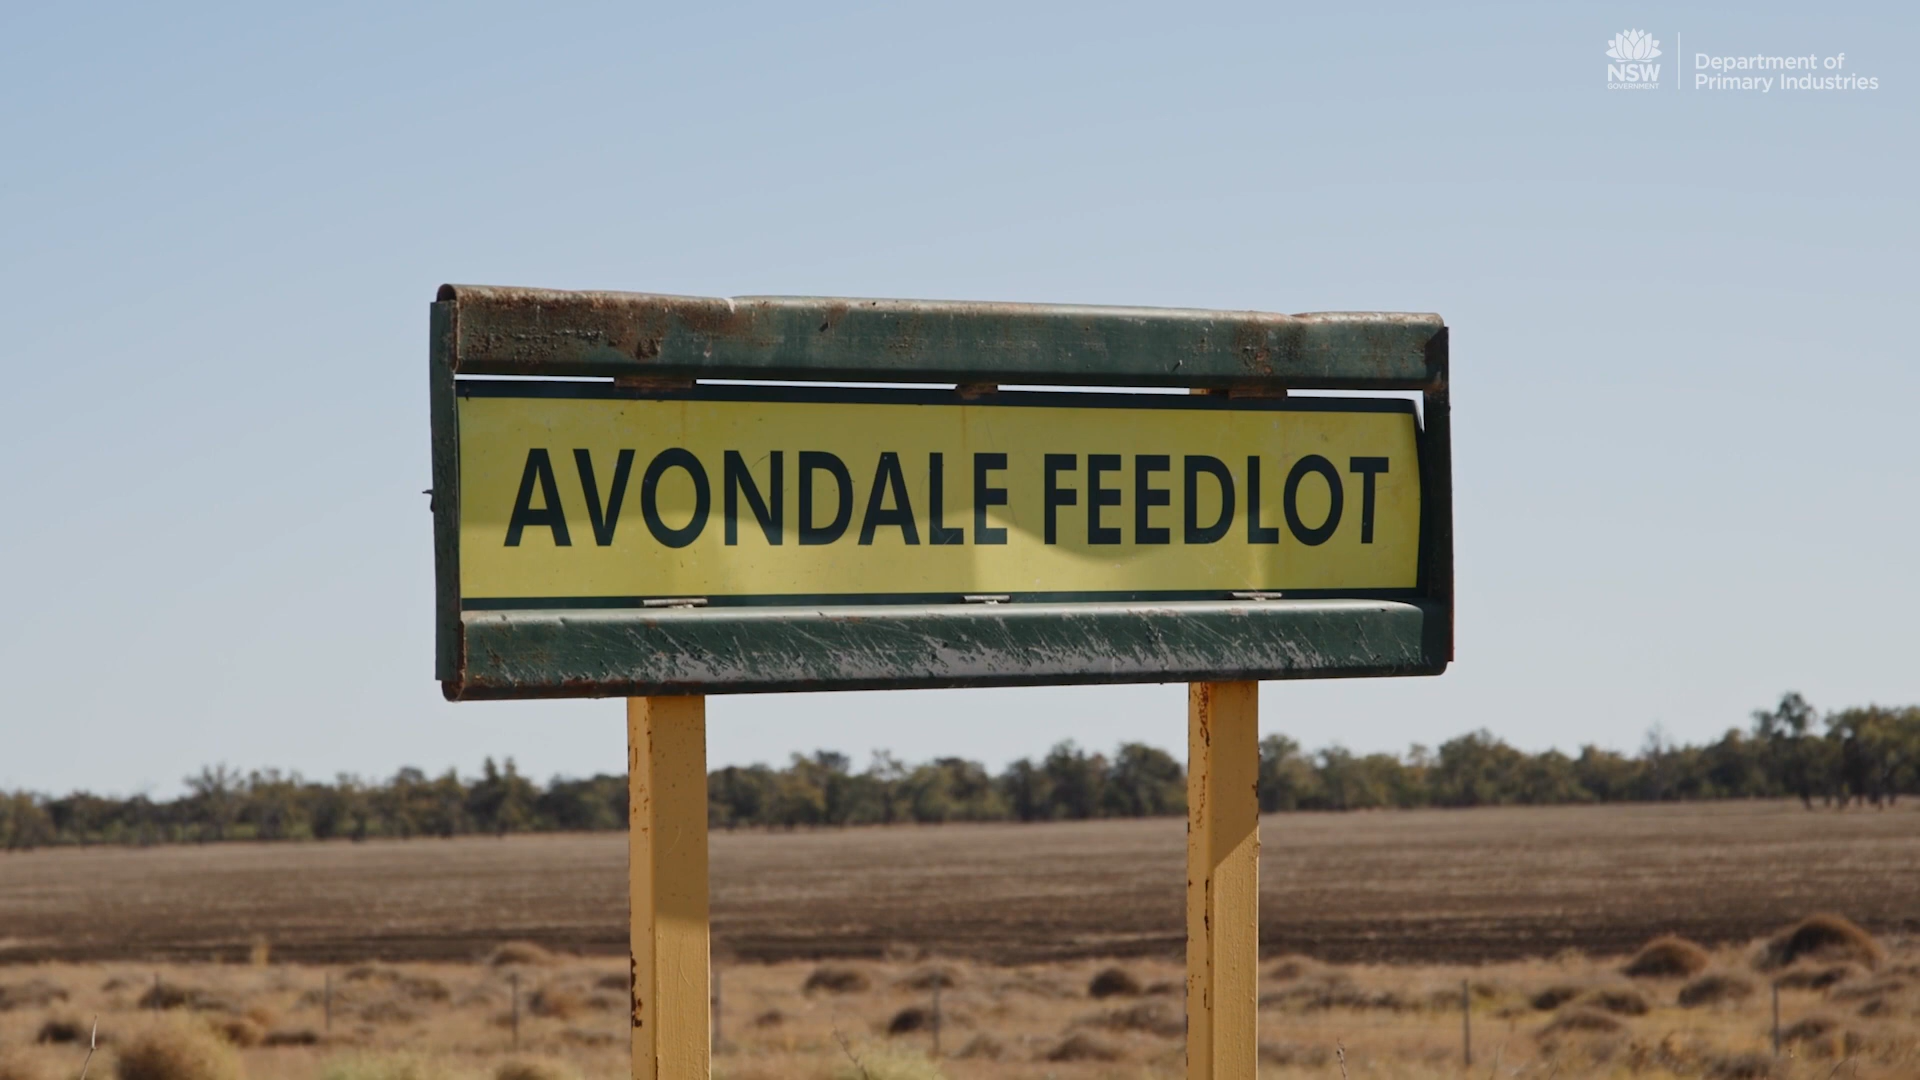 NSW
GOVERNMENT
Department of
Primary Industries
AVONDALE FEEDLOT